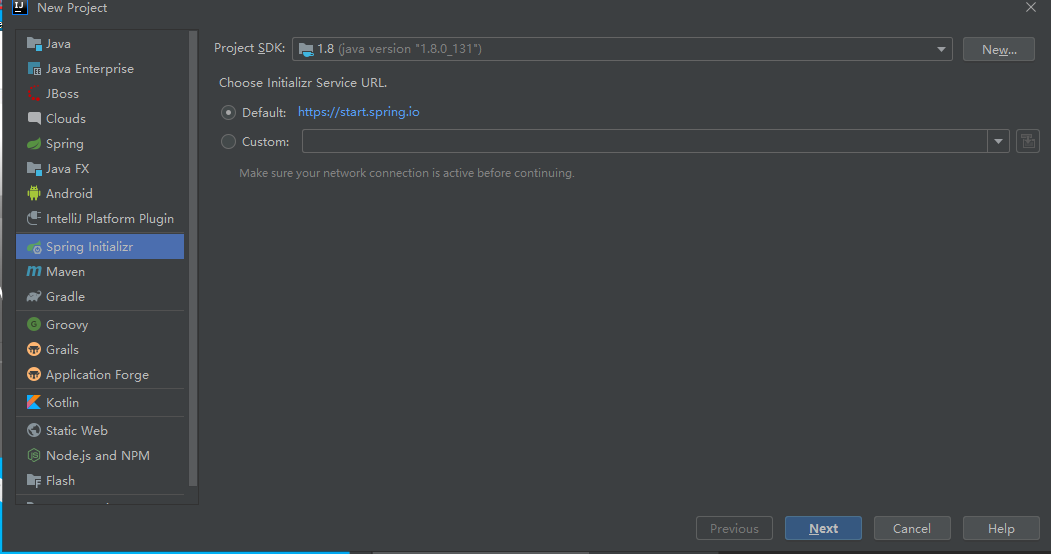 New Project
Java
Java Enterprise
JBoss
Clouds
Spring
Java FX
Android
IntelliJ Platform Plugin
Spring Initializr
Maven
Gradle
Groovy
Grails
Application Forge
Kotlin
Static Web
Node.js and NPM
Flash
Project SDK: 1.8 (java version "1.8.0_131") New...
Choose Initializr Service URL.
Default: https://start.spring.io
Custom:
Make sure your network connection is active before continuing.
Previous Next Cancel Help